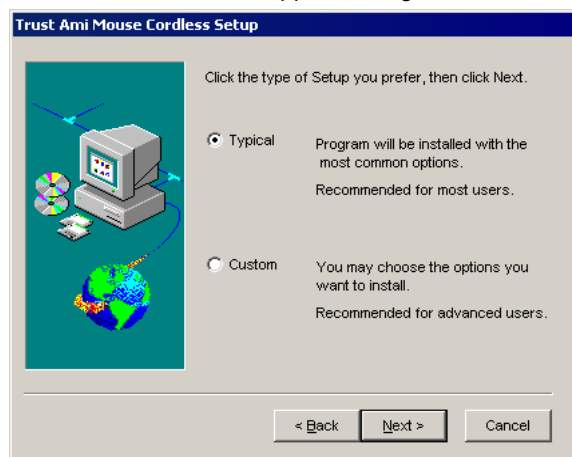 Trust Ami Mouse Cordless Setup
Click the type of Setup you prefer, then click Next.
Typical
Program will be installed with the
most common options.
Recommended for most users.
Custom
You may choose the options you
want to install.
Recommended for advanced users.
< Back
Next >
Cancel